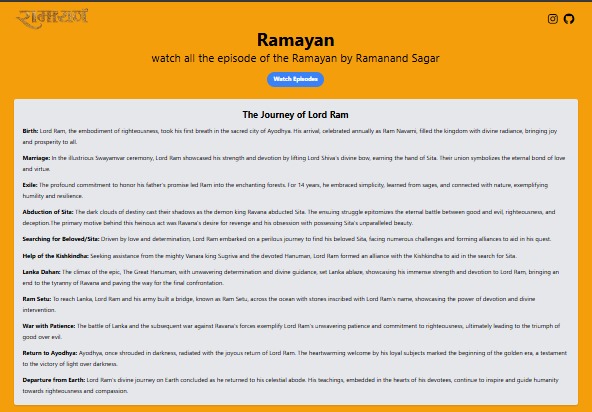 रामायण
Ramayan
watch all the episode of the Ramayan by Ramanand Sagar
Watch Episodes
The Journey of Lord Ram
Birth: Lord Ram, the embodiment of righteousness, took his first breath in the sacred city of Ayodhya. His arrival, celebrated annually as Ram Navami, filled the kingdom with divine radiance, bringing joy
and prosperity to all.
Marriage: In the illustrious Swayamvar ceremony, Lord Ram showcased his strength and devotion by lifting Lord Shiva's divine bow, earning the hand of Sita. Their union symbolizes the eternal bond of love
and virtue.
Exile: The profound commitment to honor his father's promise led Ram into the enchanting forests. For 14 years, he embraced simplicity, learned from sages, and connected with nature, exemplifying
humility and resilience.
Abduction of Sita: The dark clouds of destiny cast their shadows as the demon king Ravana abducted Sita. The ensuing struggle epitomizes the eternal battle between good and evil, righteousness, and
deception.The primary motive behind this heinous act was Ravana's desire for revenge and his obsession with possessing Sita's unparalleled beauty.
Searching for Beloved/Sita: Driven by love and determination, Lord Ram embarked on a perilous journey to find his beloved Sita, facing numerous challenges and forming alliances to aid in his quest.
Help of the Kishkindha: Seeking assistance from the mighty Vanara king Sugriva and the devoted Hanuman, Lord Ram formed an alliance with the Kishkindha to aid in the search for Sita.
Lanka Dahan: The climax of the epic, The Great Hanuman, with unwavering determination and divine guidance, set Lanka ablaze, showcasing his immense strength and devotion to Lord Ram, bringing an
end to the tyranny of Ravana and paving the way for the final confrontation.
Ram Setu: To reach Lanka, Lord Ram and his army built a bridge, known as Ram Setu, across the ocean with stones inscribed with Lord Ram's name, showcasing the power of devotion and divine
intervention.
War with Patience: The battle of Lanka and the subsequent war against Ravana's forces exemplify Lord Ram's unwavering patience and commitment to righteousness, ultimately leading to the triumph of
good over evil.
Return to Ayodhya: Ayodhya, once shrouded in darkness, radiated with the joyous return of Lord Ram. The heartwarming welcome by his loyal subjects marked the beginning of the golden era, a testament
to the victory of light over darkness.
Departure from Earth: Lord Ram's divine journey on Earth concluded as he returned to his celestial abode. His teachings, embedded in the hearts of his devotees, continue to inspire and guide humanity
towards righteousness and compassion.